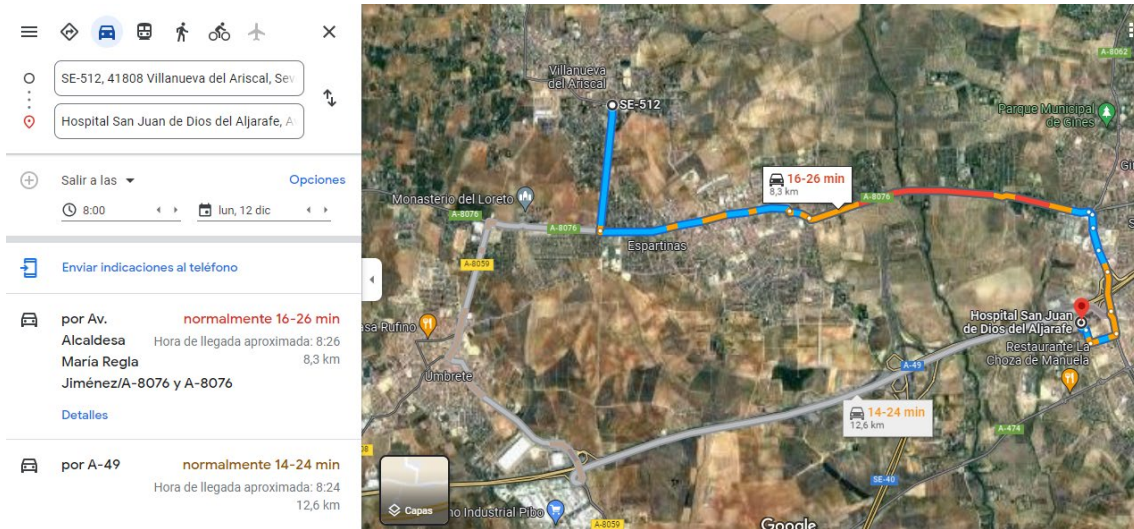 SE-512, 41808 Villanueva del Ariscal, Sev
Hospital San Juan de Dios del Aljarafe, A
Salir a las
Opciones
8:00
lun, 12 dic
Enviar indicaciones al teléfono
por Av.
Alcaldesa
María Regla
Jiménez/A-8076 y A-8076
normalmente 16-26 min
Hora de llegada aproximada: 8:26
8,3 km
Detalles
por A-49
normalmente 14-24 min
Hora de llegada aproximada: 8:24
12,6 km
Villanueva
del Ariscal
SE-512
A-8062
Parque Municipal
de Gines
16-26 min
8,3 km
A-8076
Monasterio del Loreto
A-8076
A-8076
Espartinas
A-8059
Hospital San Juan
de Dios del Aljarafe
Restaurante La
Choza de Manuela
Umbrete
A-49
14-24 min
12,6 km
A-474
SE-40
Capas
A-8059
Google